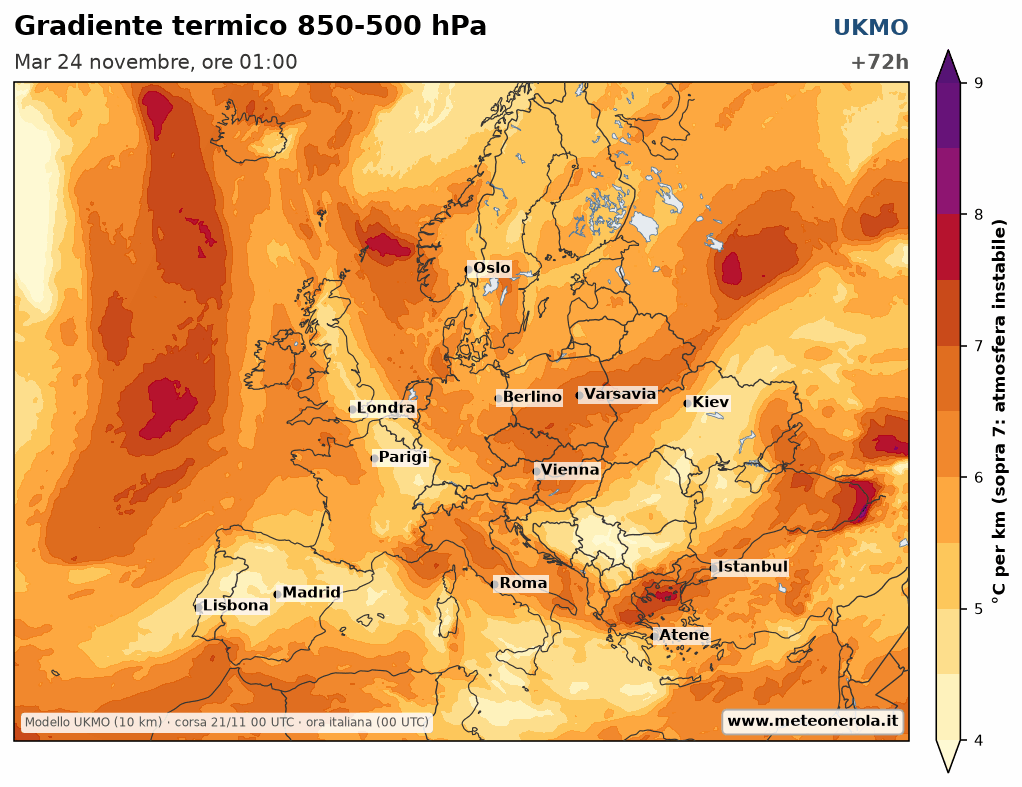 Gradiente termico 850-500 hPa
UKMO
Mar 24 novembre, ore 01:00
+72h
Oslo
Berlino
Varsavia
Kiev
Londra
Parigi
Vienna
Istanbul
Roma
Madrid
Lisbona
Atene
Modello UKMO (10 km) · corsa 21/11 00 UTC · ora italiana (00 UTC)
www.meteonerola.it
9
8
7
6
5
4
°C per km (sopra 7: atmosfera instabile)